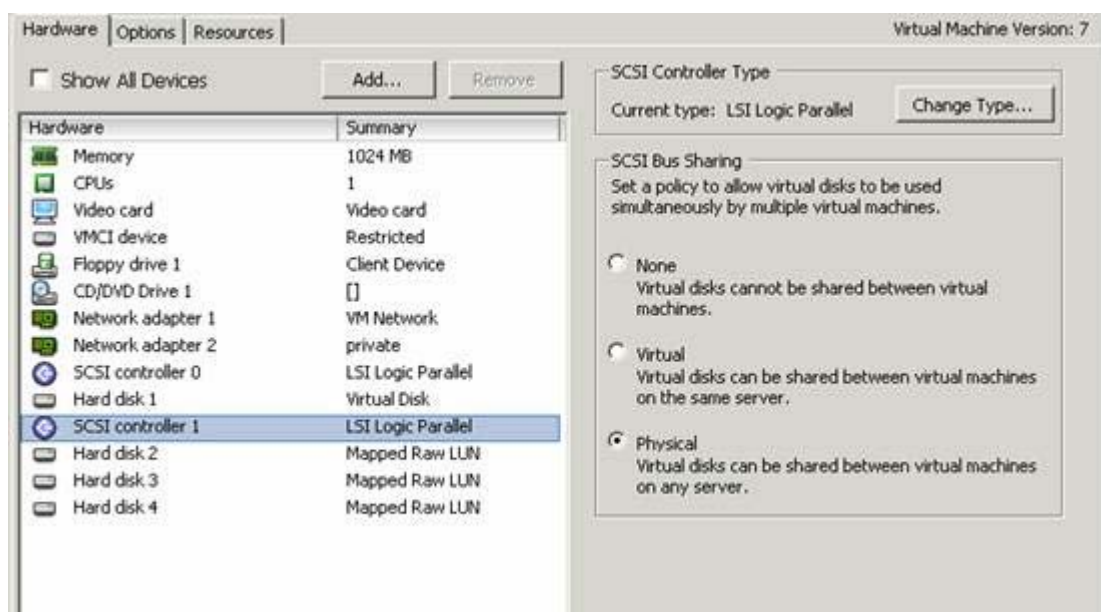 Hardware Options Resources Virtual Machine Version: 7
Show All Devices Add... Remove
Hardware Summary
Memory 1024 MB
CPUs 1
Video card Video card
VMCI device Restricted
Floppy drive 1 Client Device
CD/DVD Drive 1 []
Network adapter 1 VM Network
Network adapter 2 private
SCSI controller 0 LSI Logic Parallel
Hard disk 1 Virtual Disk
SCSI controller 1 LSI Logic Parallel
Hard disk 2 Mapped Raw LUN
Hard disk 3 Mapped Raw LUN
Hard disk 4 Mapped Raw LUN
SCSI Controller Type
Current type: LSI Logic Parallel Change Type...
SCSI Bus Sharing
Set a policy to allow virtual disks to be used
simultaneously by multiple virtual machines.
None
Virtual disks cannot be shared between virtual
machines.
Virtual
Virtual disks can be shared between virtual machines
on the same server.
Physical
Virtual disks can be shared between virtual machines
on any server.